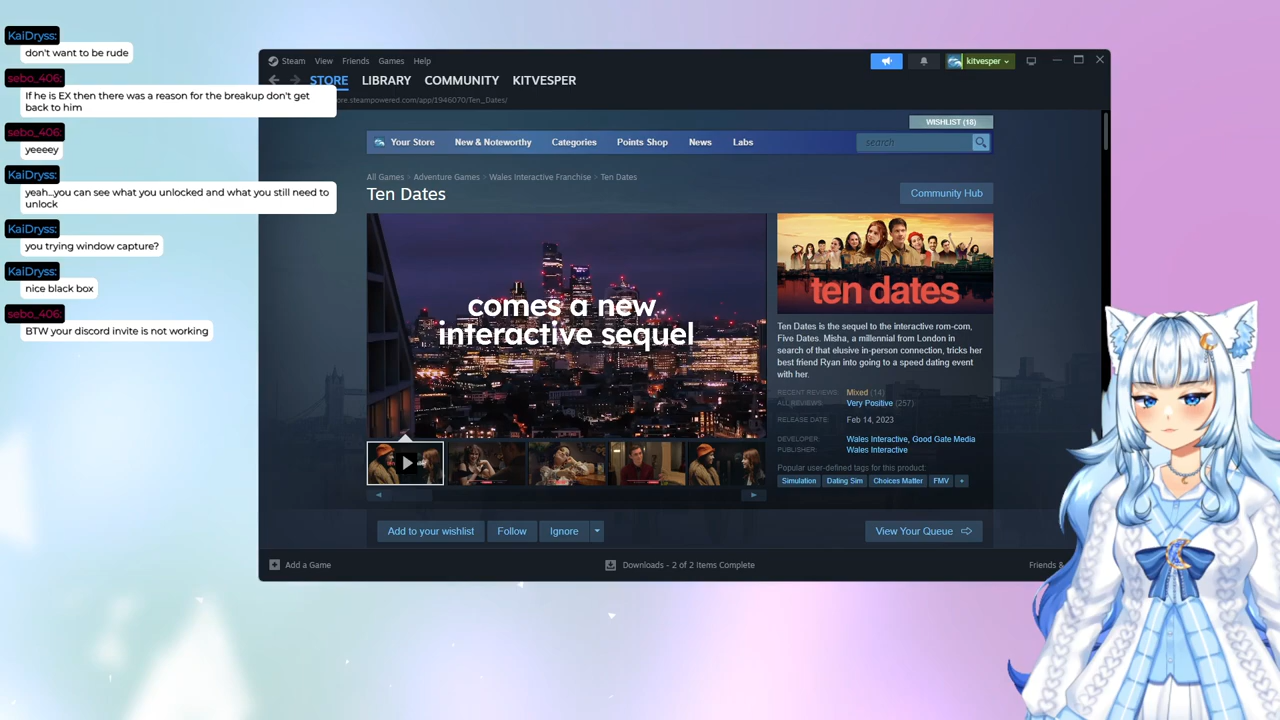 KaiDryss:
don't want to be rude
sebo_406:
If he is EX then there was a reason for the breakup don't get
back to him
sebo_406:
yeeeey
KaiDryss:
yeah...you can see what you unlocked and what you still need to
unlock
KaiDryss:
you trying window capture?
KaiDryss:
nice black box
sebo_406:
BTW your discord invite is not working
Steam View Friends Games Help
kitvesper
STORE LIBRARY COMMUNITY KITVESPER
ore.steampowered.com/app/1946070/Ten_Dates/
WISHLIST (18)
Your Store New & Noteworthy Categories Points Shop News Labs
search
All Games > Adventure Games > Wales Interactive Franchise > Ten Dates
Ten Dates
Community Hub
comes a new
interactive sequel
ten dates
Ten Dates is the sequel to the interactive rom-com,
Five Dates. Misha, a millennial from London in
search of that elusive in-person connection, tricks her
best friend Ryan into going to a speed dating event
with her.
RECENT REVIEWS: Mixed (14)
ALL REVIEWS: Very Positive (257)
RELEASE DATE: Feb 14, 2023
DEVELOPER: Wales Interactive, Good Gate Media
PUBLISHER: Wales Interactive
Popular user-defined tags for this product:
Simulation Dating Sim Choices Matter FMV +
Add to your wishlist Follow Ignore
View Your Queue
Add a Game
Downloads - 2 of 2 Items Complete
Friends &